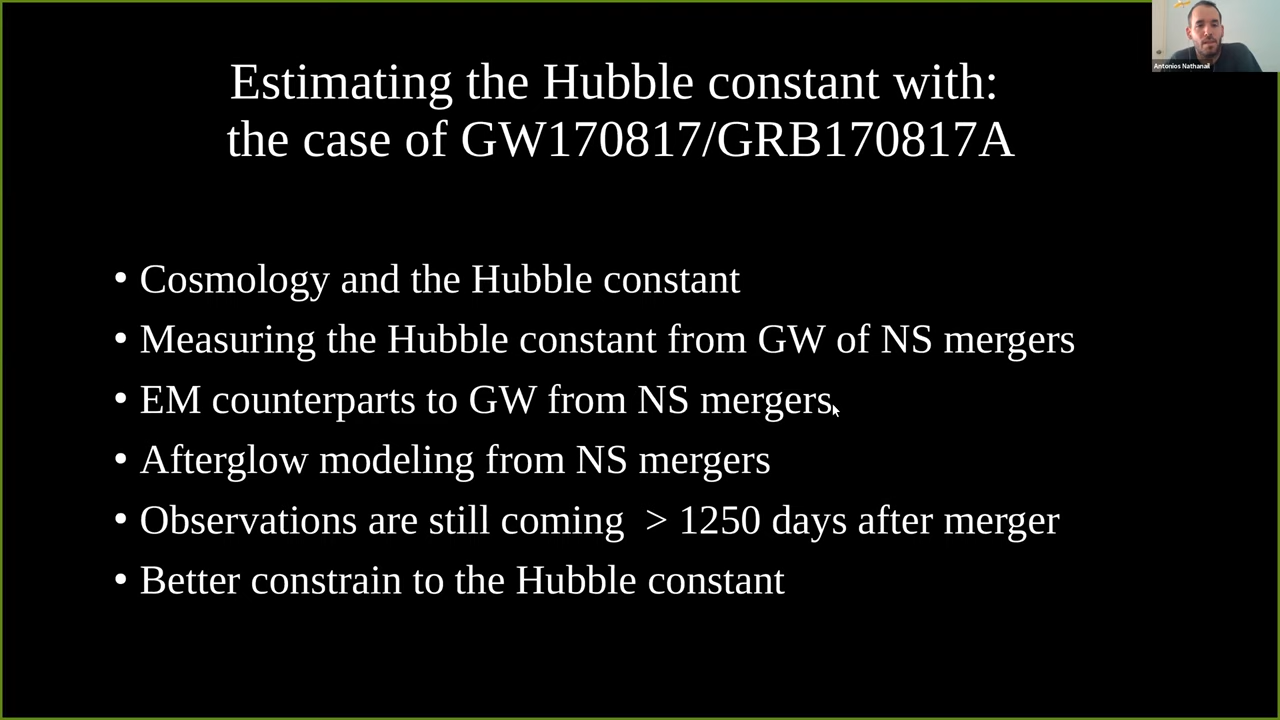 Estimating the Hubble constant with:
the case of GW170817/GRB170817A
• Cosmology and the Hubble constant
• Measuring the Hubble constant from GW of NS mergers
• EM counterparts to GW from NS mergers
• Afterglow modeling from NS mergers
• Observations are still coming  > 1250 days after merger
• Better constrain to the Hubble constant
Antonios Nathanail